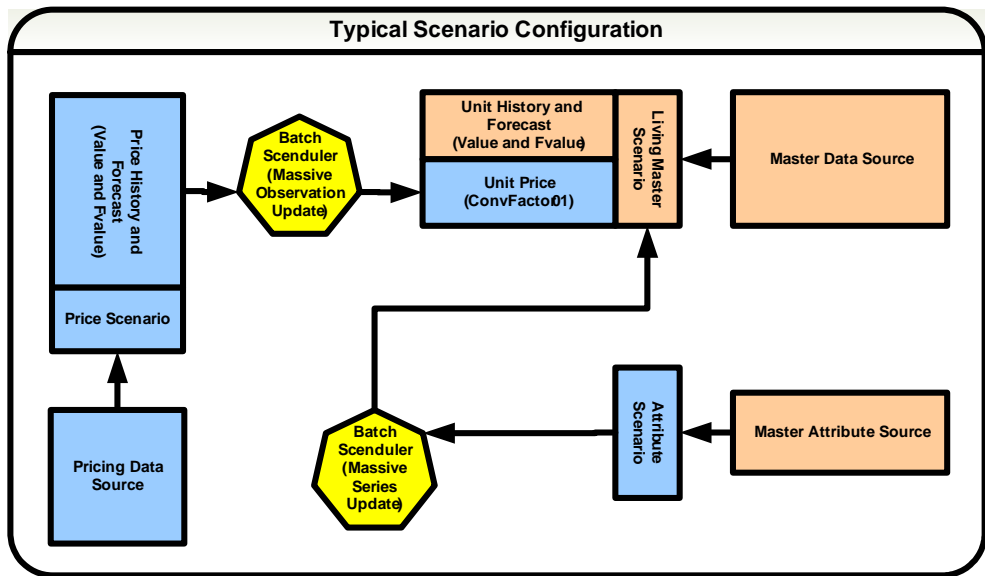 Typical Scenario Configuration
Price History and
Forecast
(Value and Fvalue)
Price Scenario
Pricing Data
Source
Batch
Scenduler
(Massive
Observation
Update)
Unit History and
Forecast
(Value and Fvalue)
Unit Price
(ConvFactor01)
Living Master
Scenario
Master Data Source
Batch
Scenduler
(Massive
Series
Update)
Attribute
Scenario
Master Attribute Source